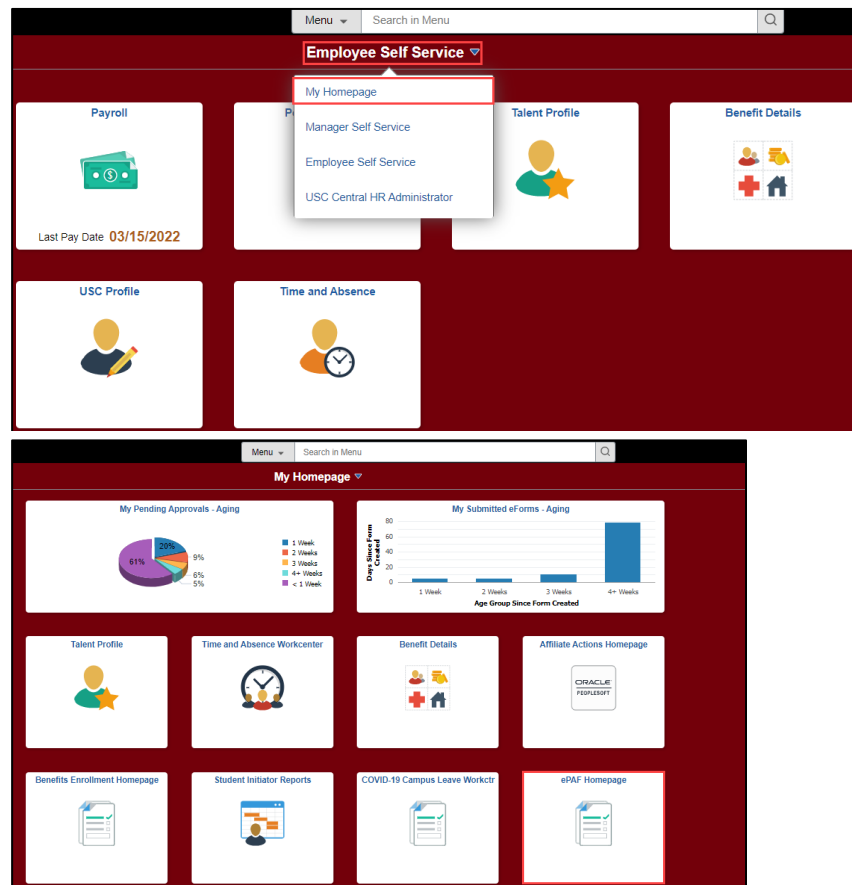 Menu
Search in Menu
Employee Self Service
My Homepage
Manager Self Service
Employee Self Service
USC Central HR Administrator
Payroll
P
Talent Profile
Benefit Details
Last Pay Date 03/15/2022
USC Profile
Time and Absence
Menu
Search in Menu
My Homepage
My Pending Approvals - Aging
20%
9%
6%
5%
61%
1 Week
2 Weeks
3 Weeks
4+ Weeks
< 1 Week
My Submitted eForms - Aging
Days Since Form
Created
80
60
40
20
0
1 Week
2 Weeks
3 Weeks
4+ Weeks
Age Group Since Form Created
Talent Profile
Time and Absence Workcenter
Benefit Details
Affiliate Actions Homepage
ORACLE
PEOPLESOFT
Benefits Enrollment Homepage
Student Initiator Reports
COVID-19 Campus Leave Workctr
ePAF Homepage